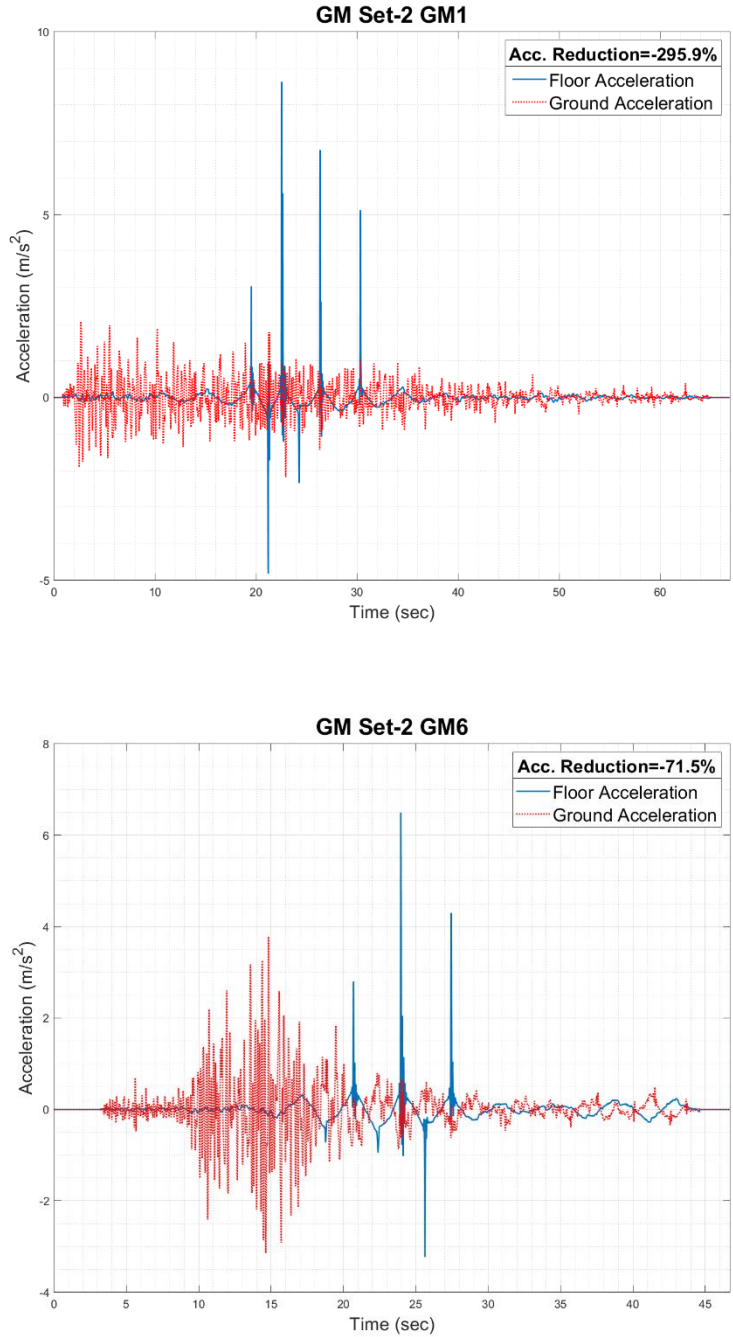 GM Set-2 GM1
Acc. Reduction=-295.9%
Floor Acceleration
Ground Acceleration
Acceleration (m/s²)
10
5
0
-5
0 10 20 30 40 50 60
Time (sec)
GM Set-2 GM6
Acc. Reduction=-71.5%
Floor Acceleration
Ground Acceleration
Acceleration (m/s²)
8
6
4
2
0
-2
-4
0 5 10 15 20 25 30 35 40 45
Time (sec)